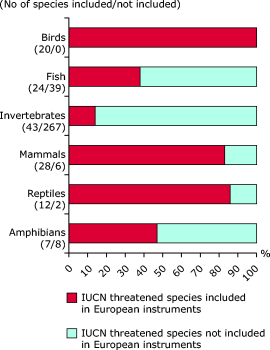 (No of species included/not included)
Birds
(20/0)
Fish
(24/39)
Invertebrates
(43/267)
Mammals
(28/6)
Reptiles
(12/2)
Amphibians
(7/8)
%
0 10 20 30 40 50 60 70 80 90 100
IUCN threatened species included
in European instruments
IUCN threatened species not included
in European instruments